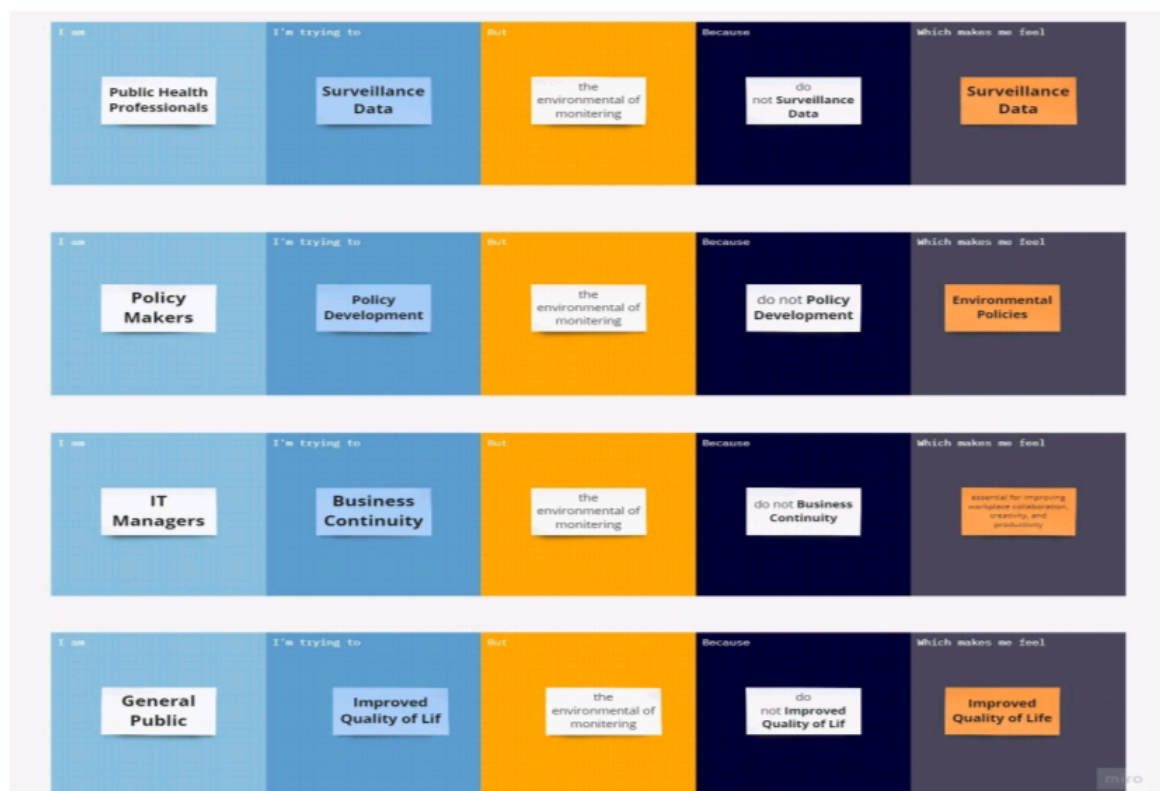 I am
I'm trying to
But
Because
Which makes me feel
Public Health
Professionals
Surveillance
Data
the
environmental of
monitering
do
not Surveillance
Data
Surveillance
Data
I am
I'm trying to
But
Because
Which makes me feel
Policy
Makers
Policy
Development
the
environmental of
monitering
do not Policy
Development
Environmental
Policies
I am
I'm trying to
But
Because
Which makes me feel
IT
Managers
Business
Continuity
the
environmental of
monitering
do not Business
Continuity
essential for improving
workplace collaboration,
creativity, and
productivity
I am
I'm trying to
But
Because
Which makes me feel
General
Public
Improved
Quality of Lif
the
environmental of
monitering
do
not Improved
Quality of Lif
Improved
Quality of Life
miro